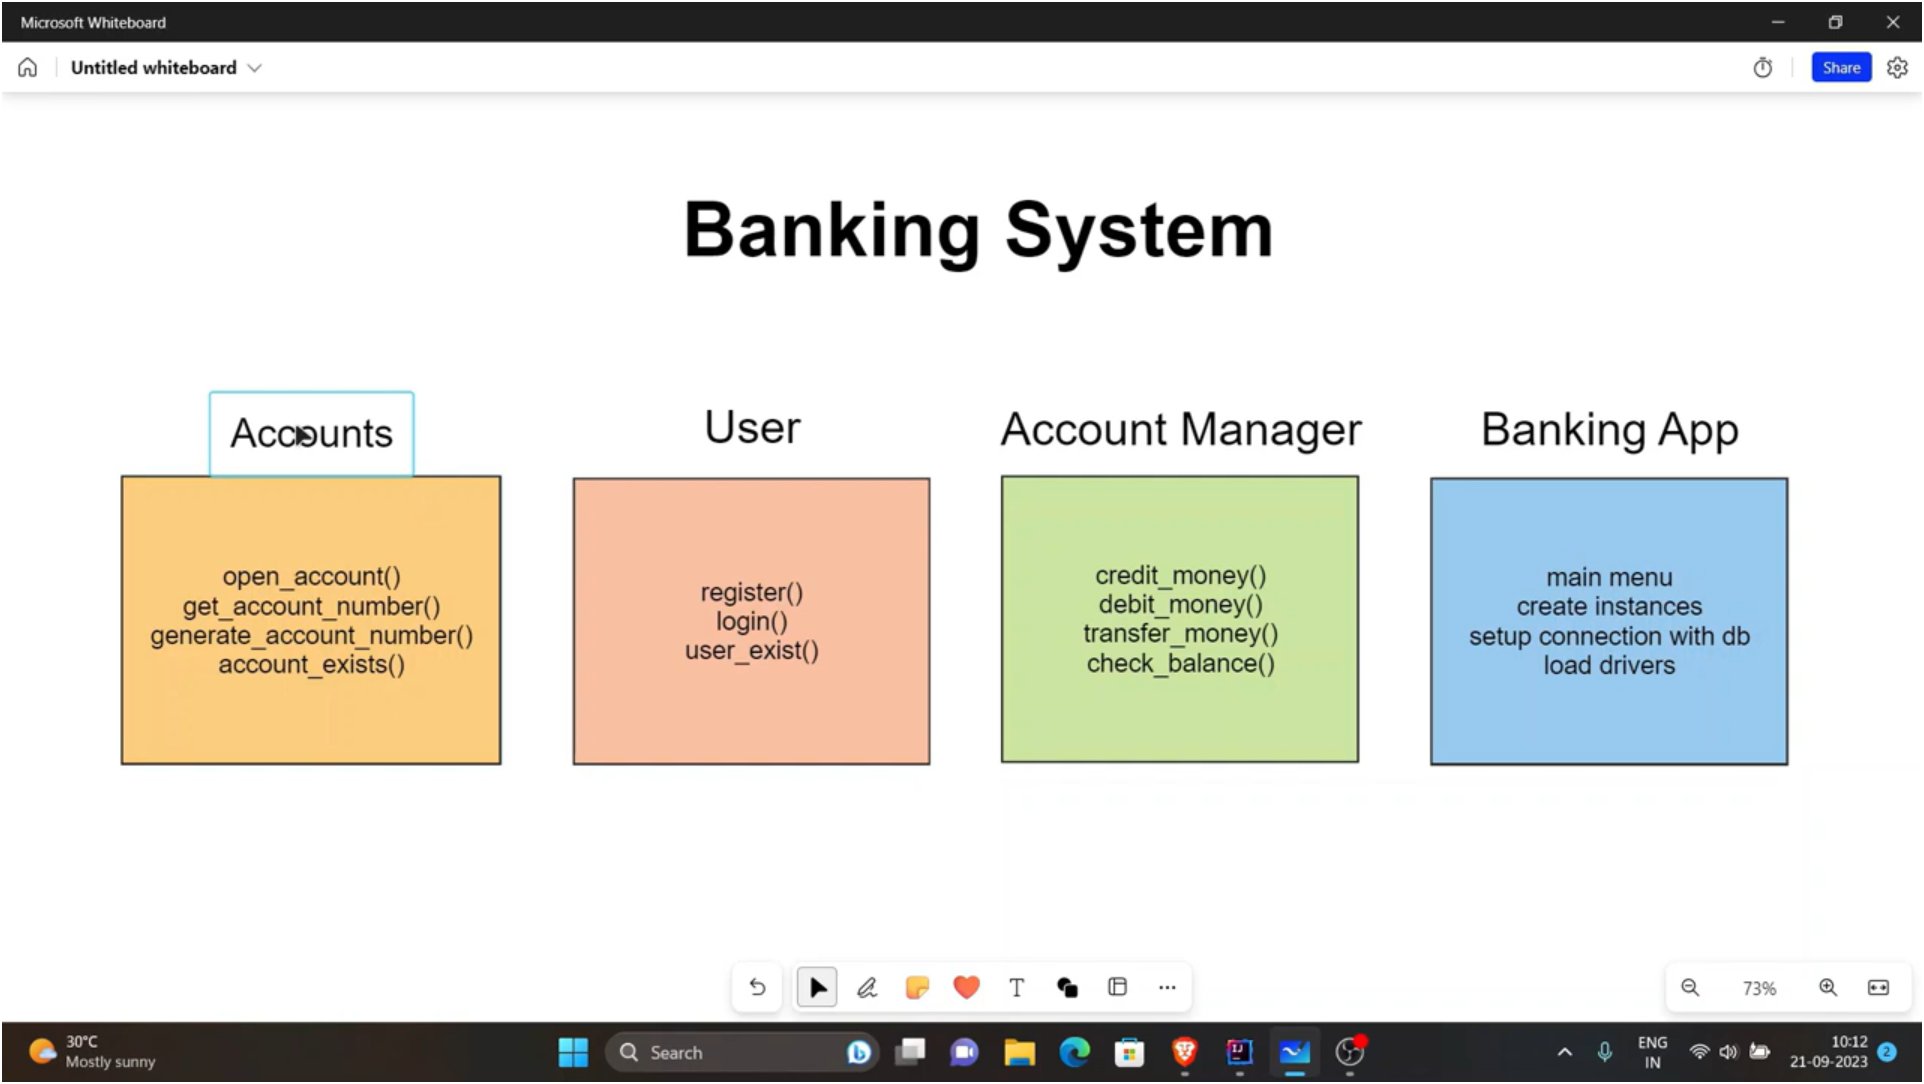 Microsoft Whiteboard
Untitled whiteboard
Share
Banking System
Accounts
User
Account Manager
Banking App
open_account()
get_account_number()
generate_account_number()
account_exists()
register()
login()
user_exist()
credit_money()
debit_money()
transfer_money()
check_balance()
main menu
create instances
setup connection with db
load drivers
73%
30°C
Mostly sunny
Search
ENG
IN
10:12
21-09-2023
2